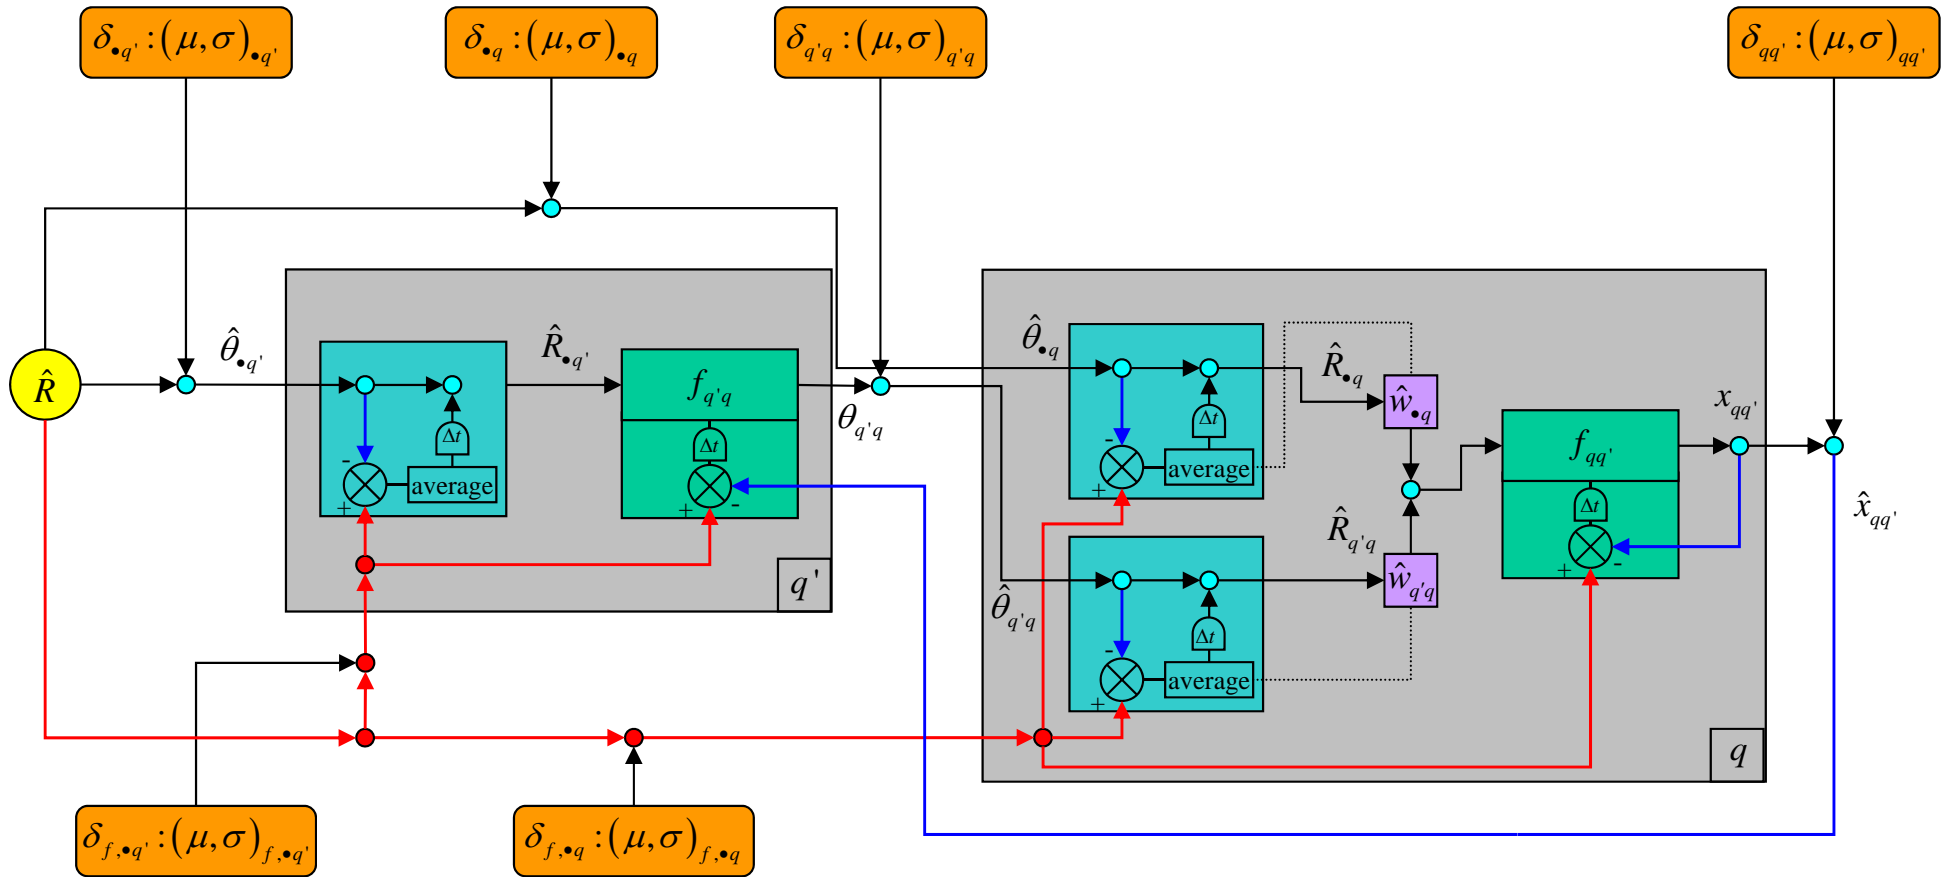 δ•q' : (μ,σ)•q'
δ•q : (μ,σ)•q
δq'q : (μ,σ)q'q
δqq' : (μ,σ)qq'
R̂
θ̂•q'
-
+
average
Δt
R̂•q'
fq'q
Δt
+
-
q'
θq'q
θ̂•q
-
+
average
Δt
R̂•q
ŵ•q
θ̂q'q
-
+
average
Δt
R̂q'q
ŵq'q
fqq'
Δt
+
-
xqq'
x̂qq'
q
δf,•q' : (μ,σ)f,•q'
δf,•q : (μ,σ)f,•q